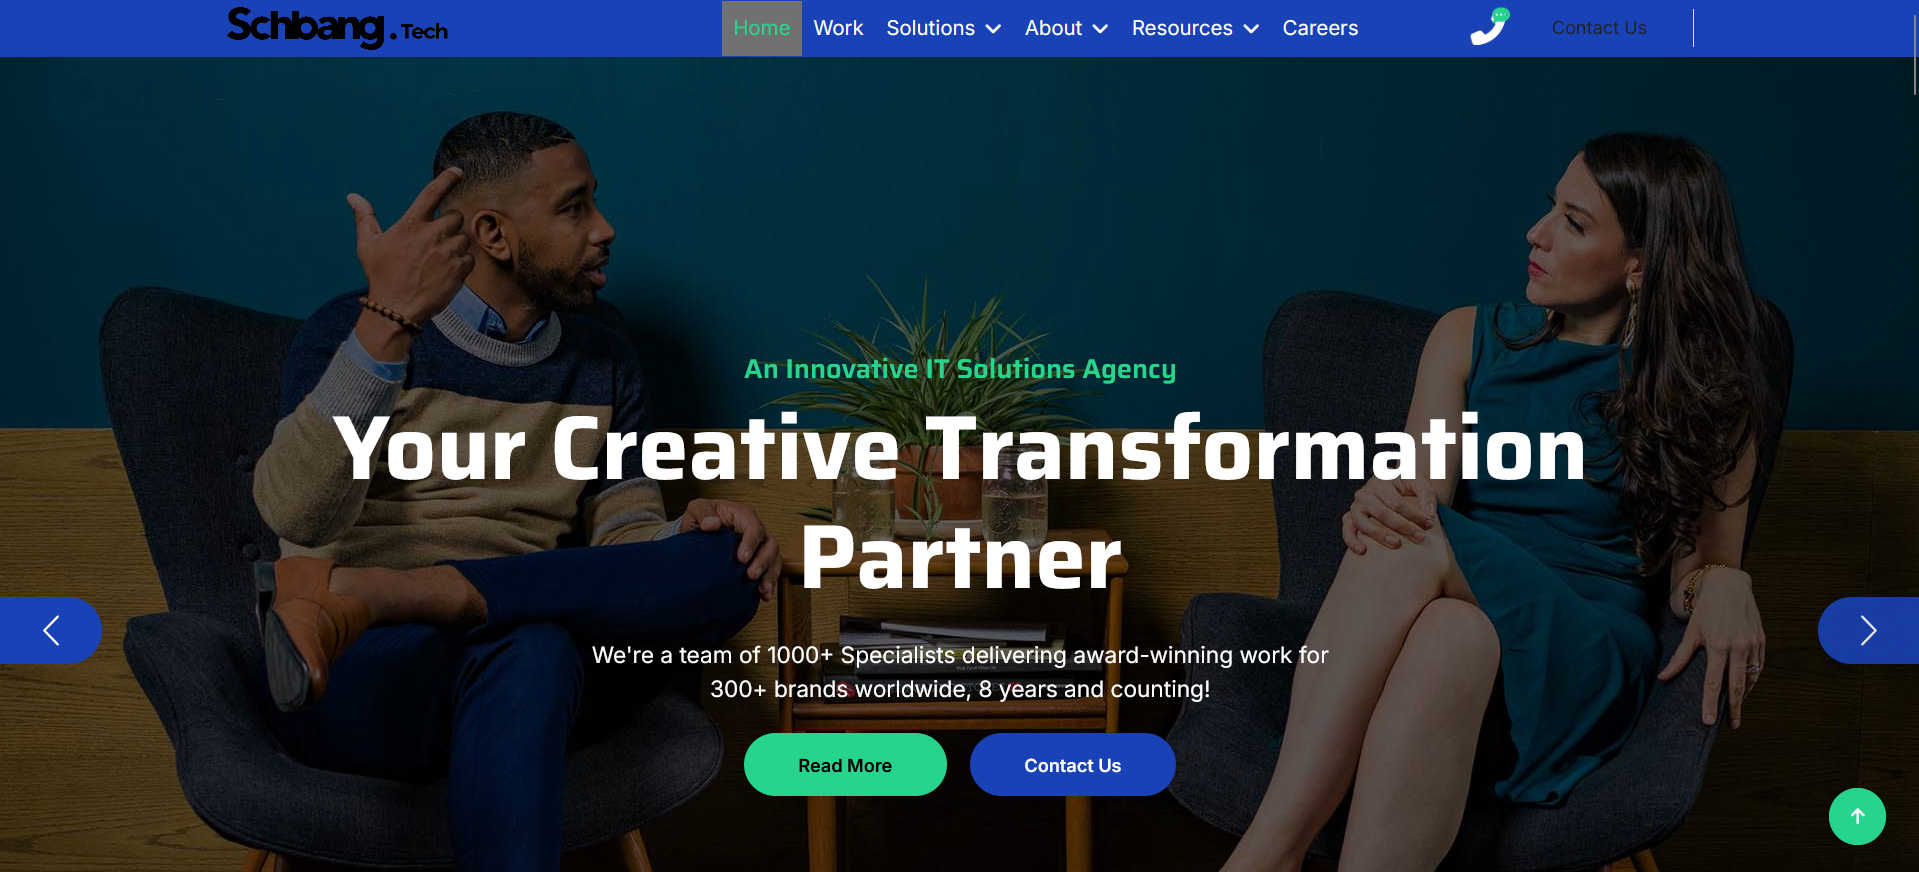 Schbang.Tech
Home Work Solutions About Resources Careers Contact Us
An Innovative IT Solutions Agency
Your Creative Transformation
Partner
We're a team of 1000+ Specialists delivering award-winning work for
300+ brands worldwide, 8 years and counting!
Read More Contact Us